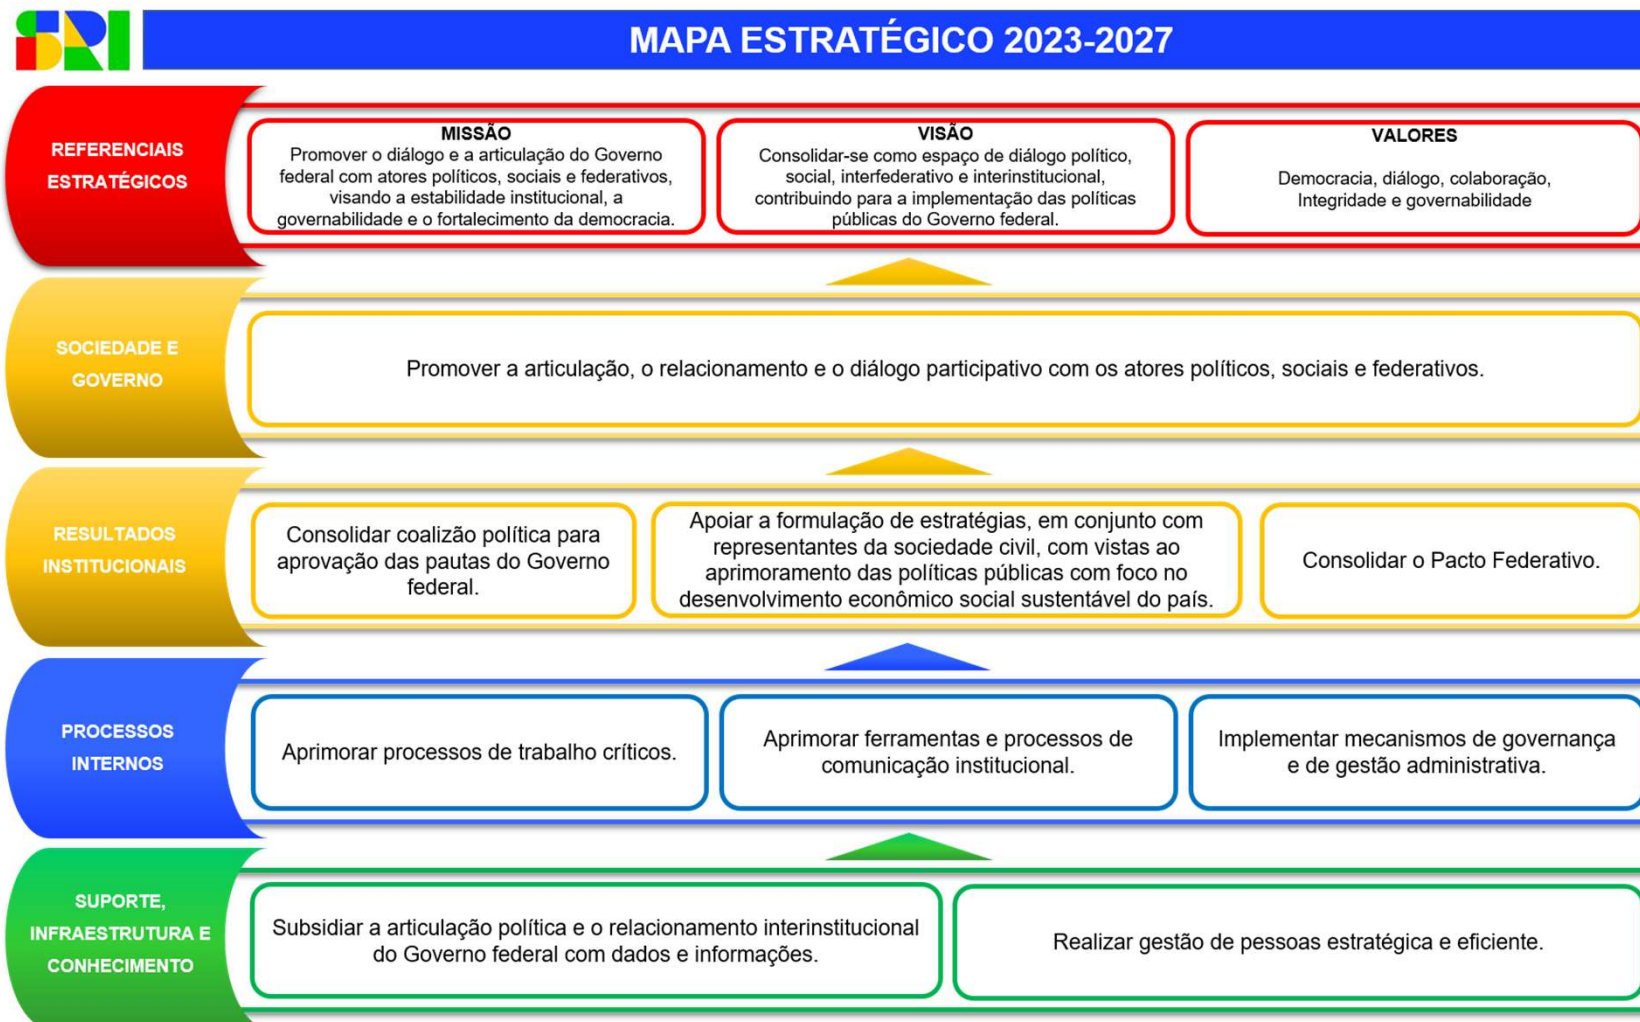 SRI
MAPA ESTRATÉGICO 2023-2027
REFERENCIAIS
ESTRATÉGICOS
MISSÃO
Promover o diálogo e a articulação do Governo
federal com atores políticos, sociais e federativos,
visando a estabilidade institucional, a
governabilidade e o fortalecimento da democracia.
VISÃO
Consolidar-se como espaço de diálogo político,
social, interfederativo e interinstitucional,
contribuindo para a implementação das políticas
públicas do Governo federal.
VALORES
Democracia, diálogo, colaboração,
Integridade e governabilidade
SOCIEDADE E
GOVERNO
Promover a articulação, o relacionamento e o diálogo participativo com os atores políticos, sociais e federativos.
RESULTADOS
INSTITUCIONAIS
Consolidar coalizão política para
aprovação das pautas do Governo
federal.
Apoiar a formulação de estratégias, em conjunto com
representantes da sociedade civil, com vistas ao
aprimoramento das políticas públicas com foco no
desenvolvimento econômico social sustentável do país.
Consolidar o Pacto Federativo.
PROCESSOS
INTERNOS
Aprimorar processos de trabalho críticos.
Aprimorar ferramentas e processos de
comunicação institucional.
Implementar mecanismos de governança
e de gestão administrativa.
SUPORTE,
INFRAESTRUTURA E
CONHECIMENTO
Subsidiar a articulação política e o relacionamento interinstitucional
do Governo federal com dados e informações.
Realizar gestão de pessoas estratégica e eficiente.